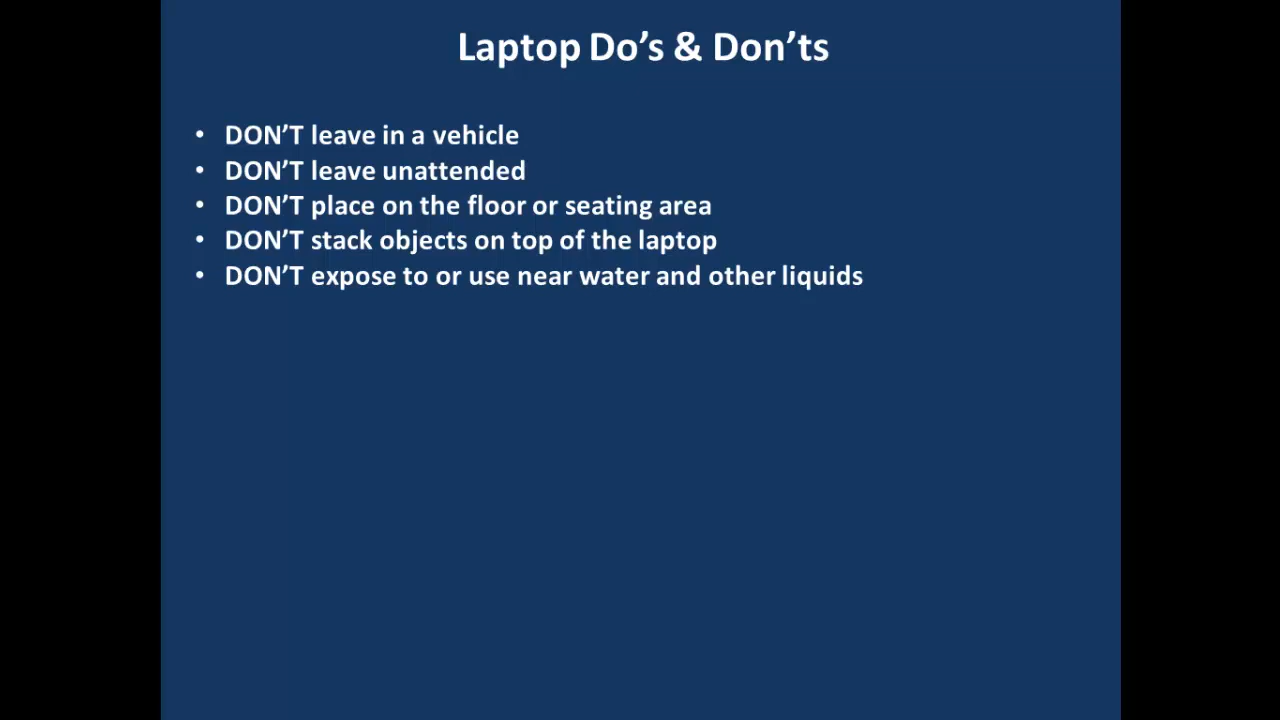 Laptop Do’s & Don’ts
• DON’T leave in a vehicle
• DON’T leave unattended
• DON’T place on the floor or seating area
• DON’T stack objects on top of the laptop
• DON’T expose to or use near water and other liquids